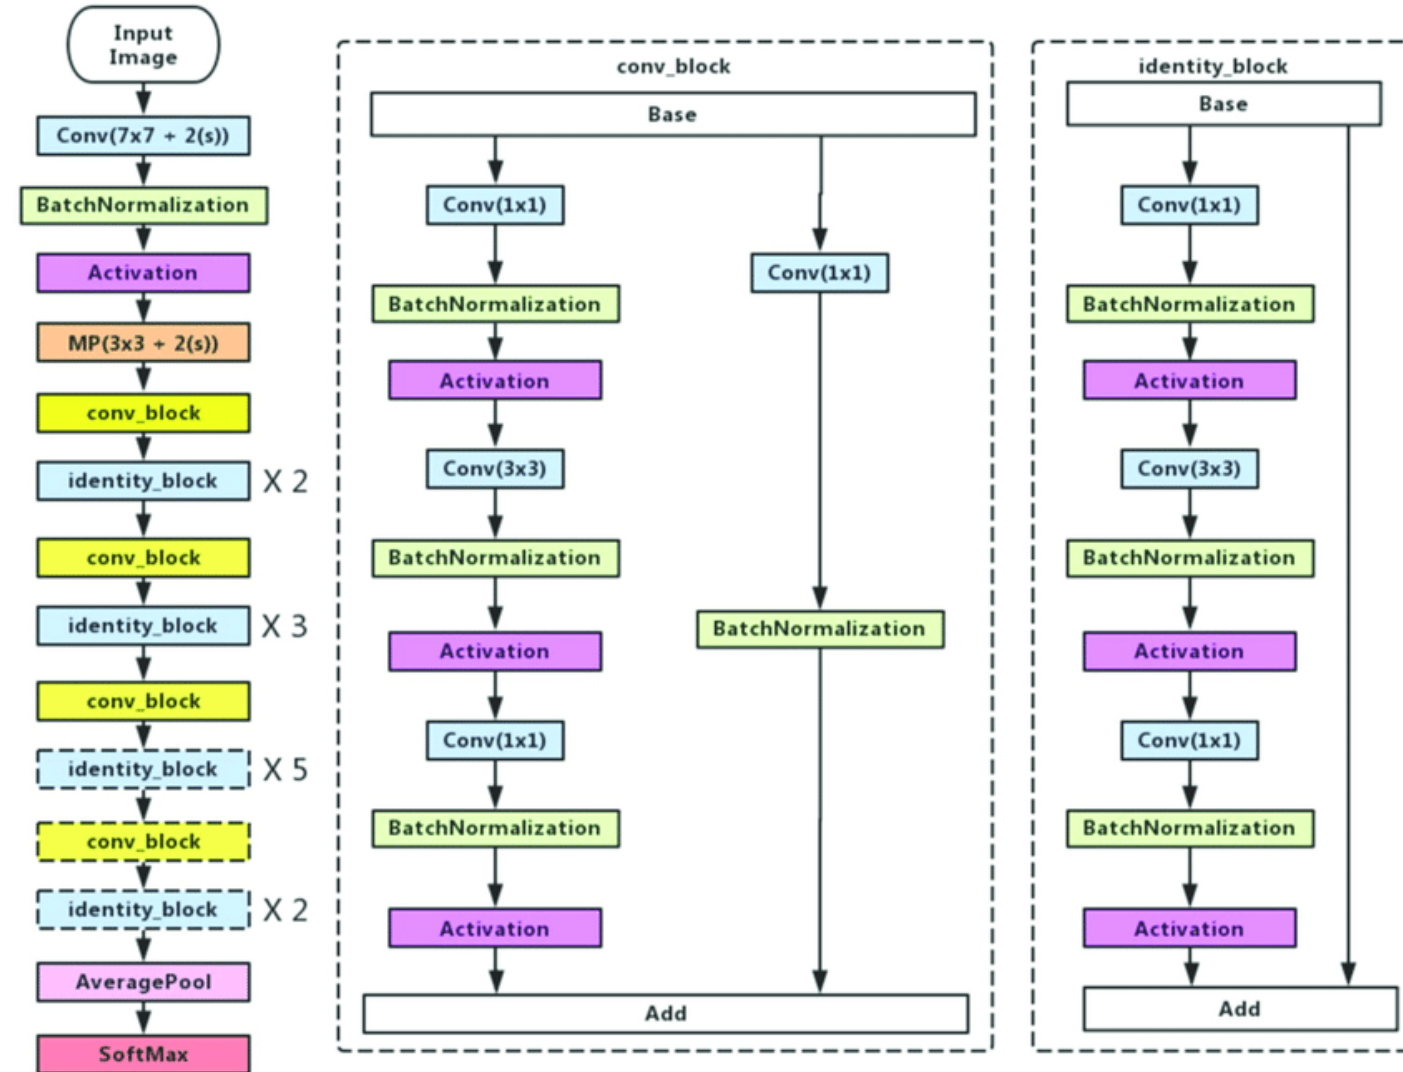 Input
Image
Conv(7x7 + 2(s))
BatchNormalization
Activation
MP(3x3 + 2(s))
conv_block
identity_block X 2
conv_block
identity_block X 3
conv_block
identity_block X 5
conv_block
identity_block X 2
AveragePool
SoftMax
conv_block
Base
Conv(1x1)
BatchNormalization
Activation
Conv(3x3)
BatchNormalization
Activation
Conv(1x1)
BatchNormalization
Activation
Conv(1x1)
BatchNormalization
Add
identity_block
Base
Conv(1x1)
BatchNormalization
Activation
Conv(3x3)
BatchNormalization
Activation
Conv(1x1)
BatchNormalization
Activation
Add